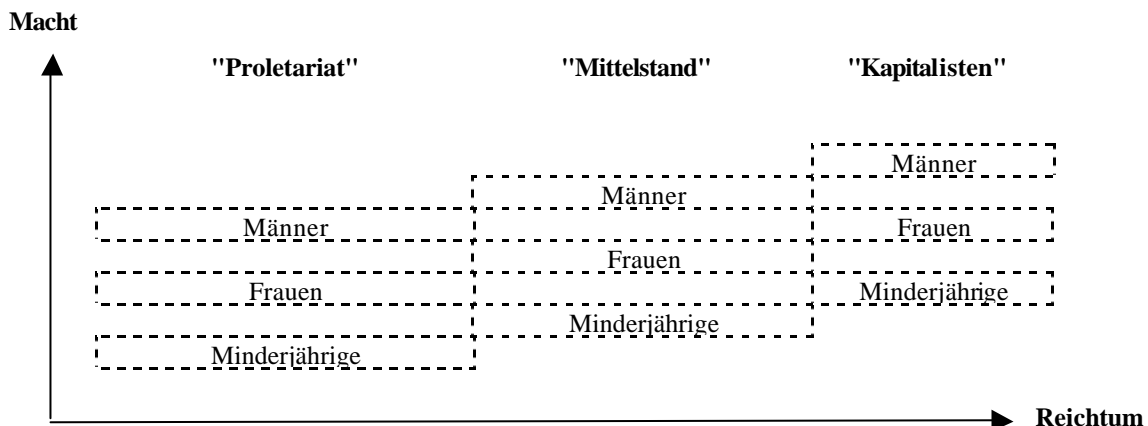 Macht
"Proletariat" "Mittelstand" "Kapitalisten"
Männer
Männer
Männer Frauen
Frauen
Frauen Minderjährige
Minderjährige
Minderjährige
Reichtum